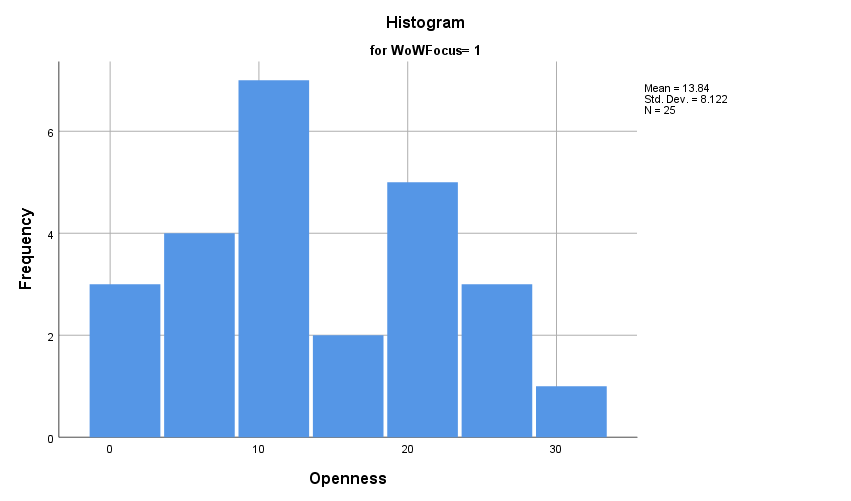 Histogram
for WoWFocus= 1
Mean = 13.84
Std. Dev. = 8.122
N = 25
Frequency
6
4
2
0
0 10 20 30
Openness